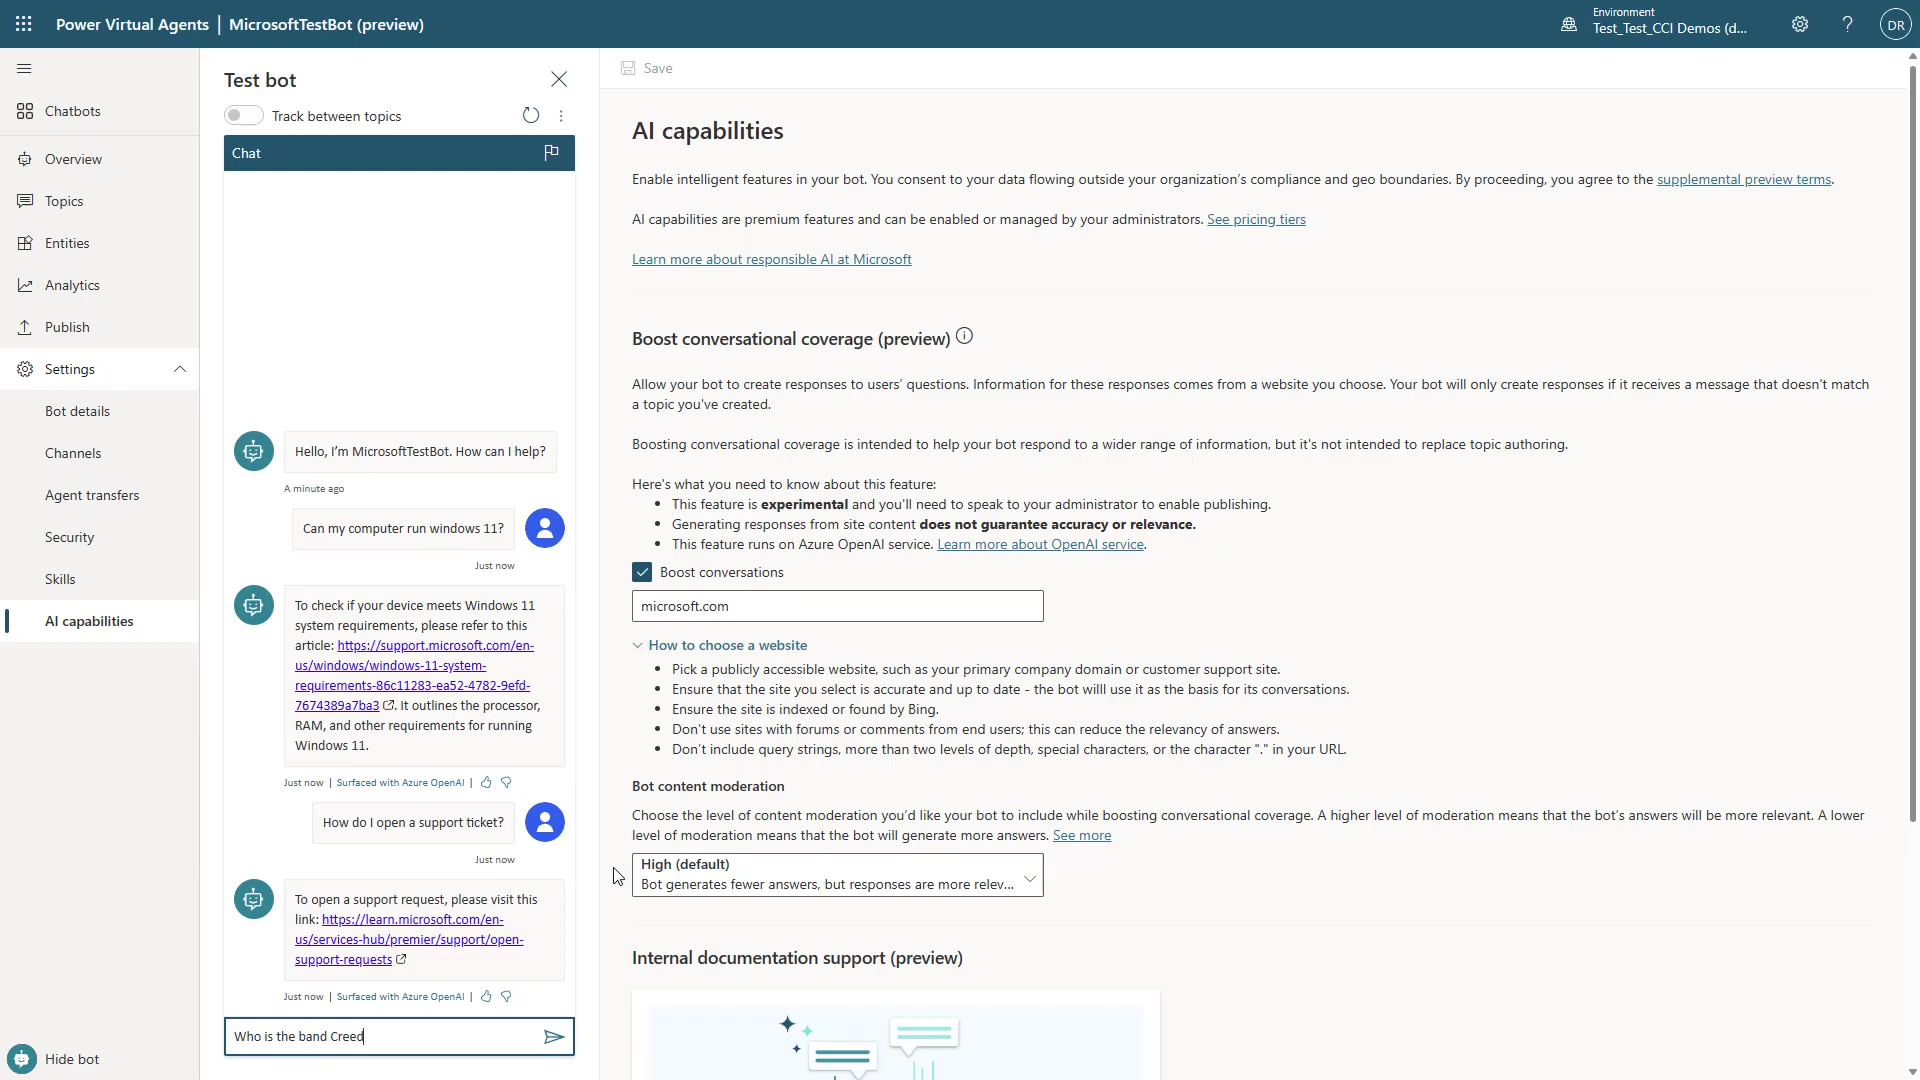 Power Virtual Agents | MicrosoftTestBot (preview)
Environment
Test_Test_CCI Demos (d...
DR
Chatbots
Overview
Topics
Entities
Analytics
Publish
Settings
Bot details
Channels
Agent transfers
Security
Skills
AI capabilities
Hide bot
Test bot
Track between topics
Chat
Hello, I'm MicrosoftTestBot. How can I help?
A minute ago
Can my computer run windows 11?
Just now
To check if your device meets Windows 11
system requirements, please refer to this
article: https://support.microsoft.com/en-
us/windows/windows-11-system-
requirements-86c11283-ea52-4782-9efd-
7674389a7ba3. It outlines the processor,
RAM, and other requirements for running
Windows 11.
Just now | Surfaced with Azure OpenAI |
How do I open a support ticket?
Just now
To open a support request, please visit this
link: https://learn.microsoft.com/en-
us/services-hub/premier/support/open-
support-requests
Just now | Surfaced with Azure OpenAI |
Who is the band Creed
Save
AI capabilities
Enable intelligent features in your bot. You consent to your data flowing outside your organization's compliance and geo boundaries. By proceeding, you agree to the supplemental preview terms.
AI capabilities are premium features and can be enabled or managed by your administrators. See pricing tiers
Learn more about responsible AI at Microsoft
Boost conversational coverage (preview)
Allow your bot to create responses to users' questions. Information for these responses comes from a website you choose. Your bot will only create responses if it receives a message that doesn't match
a topic you've created.
Boosting conversational coverage is intended to help your bot respond to a wider range of information, but it's not intended to replace topic authoring.
Here's what you need to know about this feature:
• This feature is experimental and you'll need to speak to your administrator to enable publishing.
• Generating responses from site content does not guarantee accuracy or relevance.
• This feature runs on Azure OpenAI service. Learn more about OpenAI service.
Boost conversations
microsoft.com
How to choose a website
• Pick a publicly accessible website, such as your primary company domain or customer support site.
• Ensure that the site you select is accurate and up to date - the bot willl use it as the basis for its conversations.
• Ensure the site is indexed or found by Bing.
• Don't use sites with forums or comments from end users; this can reduce the relevancy of answers.
• Don't include query strings, more than two levels of depth, special characters, or the character "." in your URL.
Bot content moderation
Choose the level of content moderation you'd like your bot to include while boosting conversational coverage. A higher level of moderation means that the bot's answers will be more relevant. A lower
level of moderation means that the bot will generate more answers. See more
High (default)
Bot generates fewer answers, but responses are more relev...
Internal documentation support (preview)